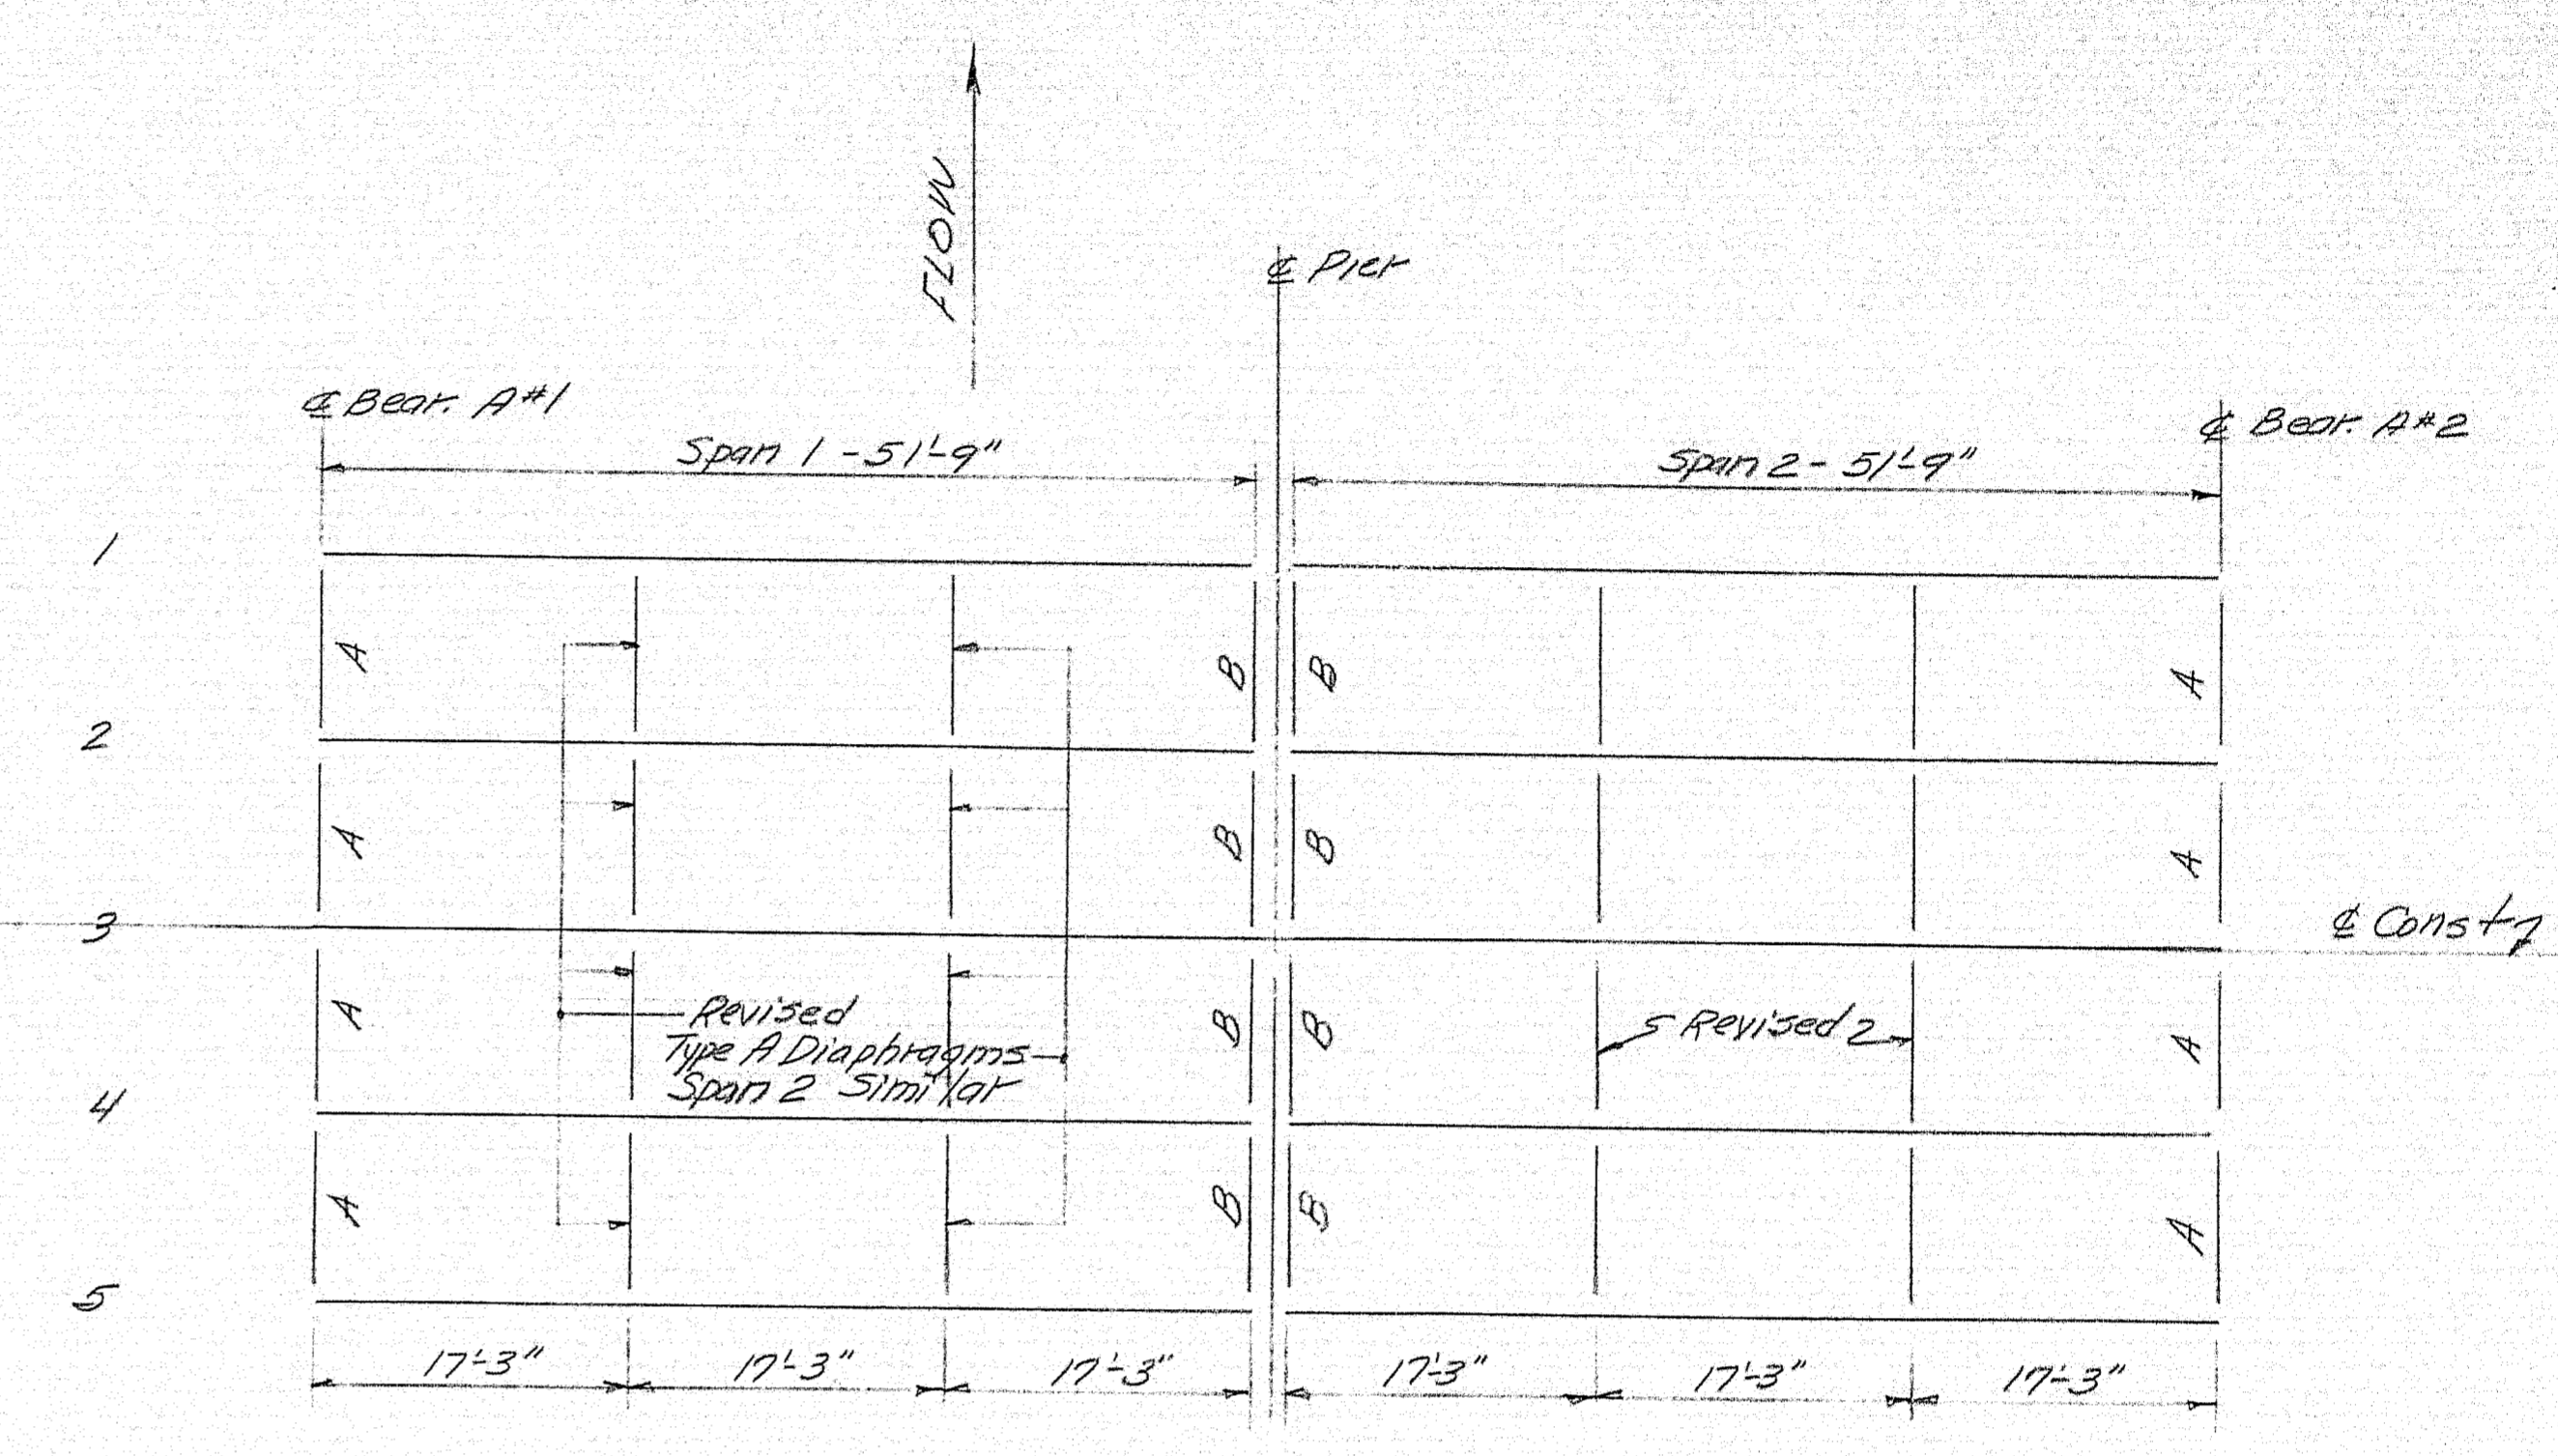 FLOW
℄ Pier
℄ Bear. A#1
Span 1 - 51'-9"
Span 2 - 51'-9"
℄ Bear. A#2
1
A
B
B
A
2
A
B
B
A
3
℄ Const
A
Revised
Type A Diaphragms
Span 2 Similar
B
B
Revised
A
4
A
B
B
A
5
17'-3"
17'-3"
17'-3"
17'-3"
17'-3"
17'-3"